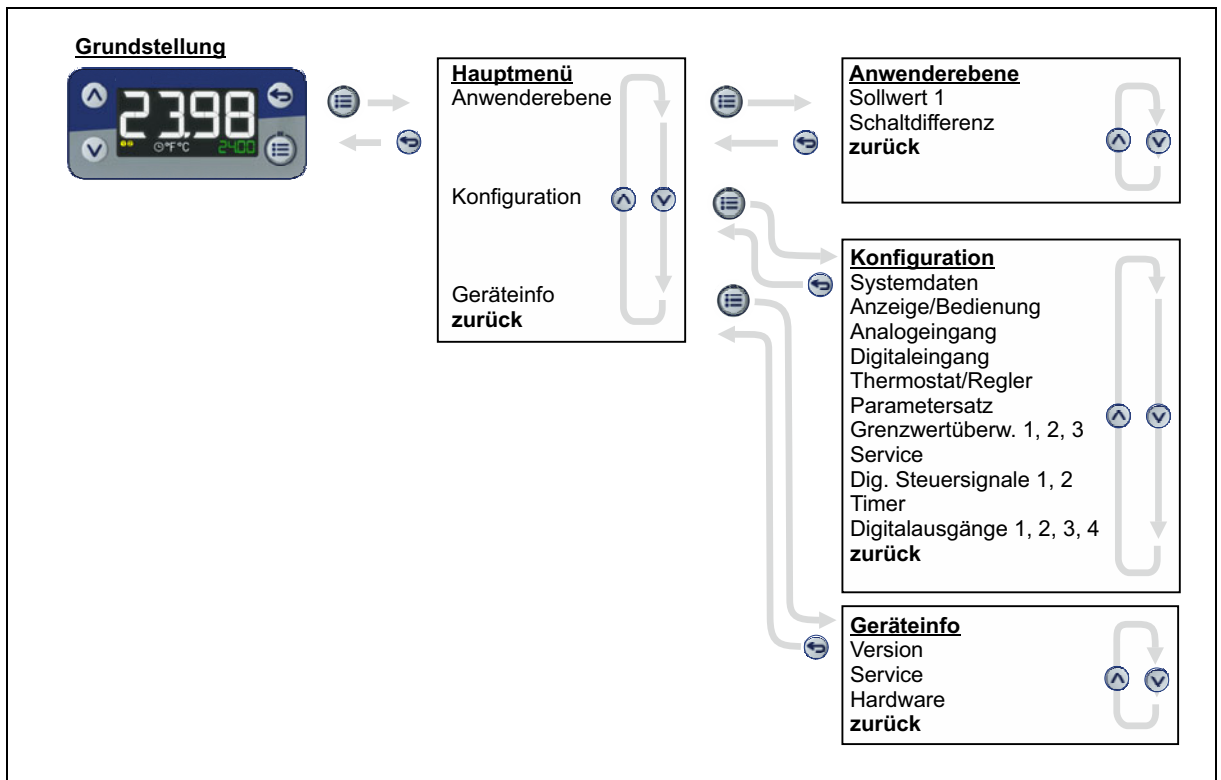 Grundstellung
23.98
°F°C 2400
Hauptmenü
Anwenderebene
Konfiguration
Geräteinfo
zurück
Anwenderebene
Sollwert 1
Schaltdifferenz
zurück
Konfiguration
Systemdaten
Anzeige/Bedienung
Analogeingang
Digitaleingang
Thermostat/Regler
Parametersatz
Grenzwertüberw. 1, 2, 3
Service
Dig. Steuersignale 1, 2
Timer
Digitalausgänge 1, 2, 3, 4
zurück
Geräteinfo
Version
Service
Hardware
zurück